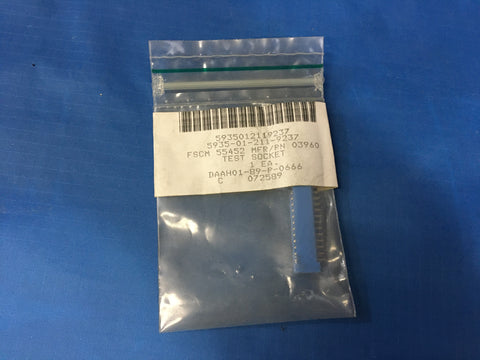 5935012119237
5935-01-211-9237
FSCM 55452 MFR/PN 03960
TEST SOCKET
1 EA.
DAAH01-89-P-0666
C 072589